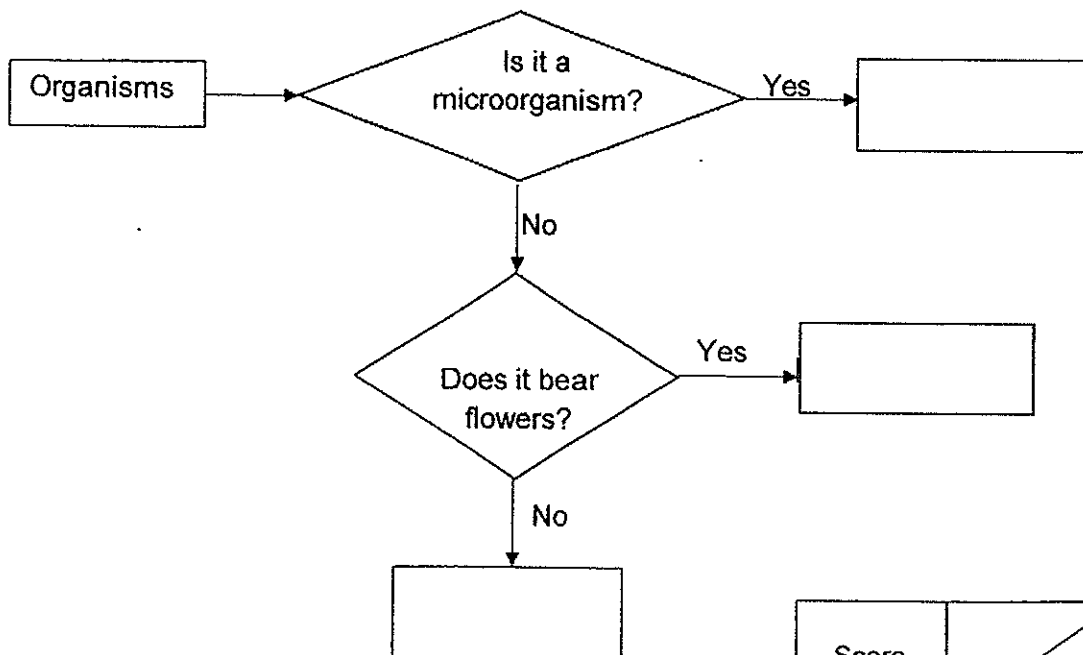 Organisms
Is it a
microorganism?
Yes
No
Does it bear
flowers?
Yes
No
Score